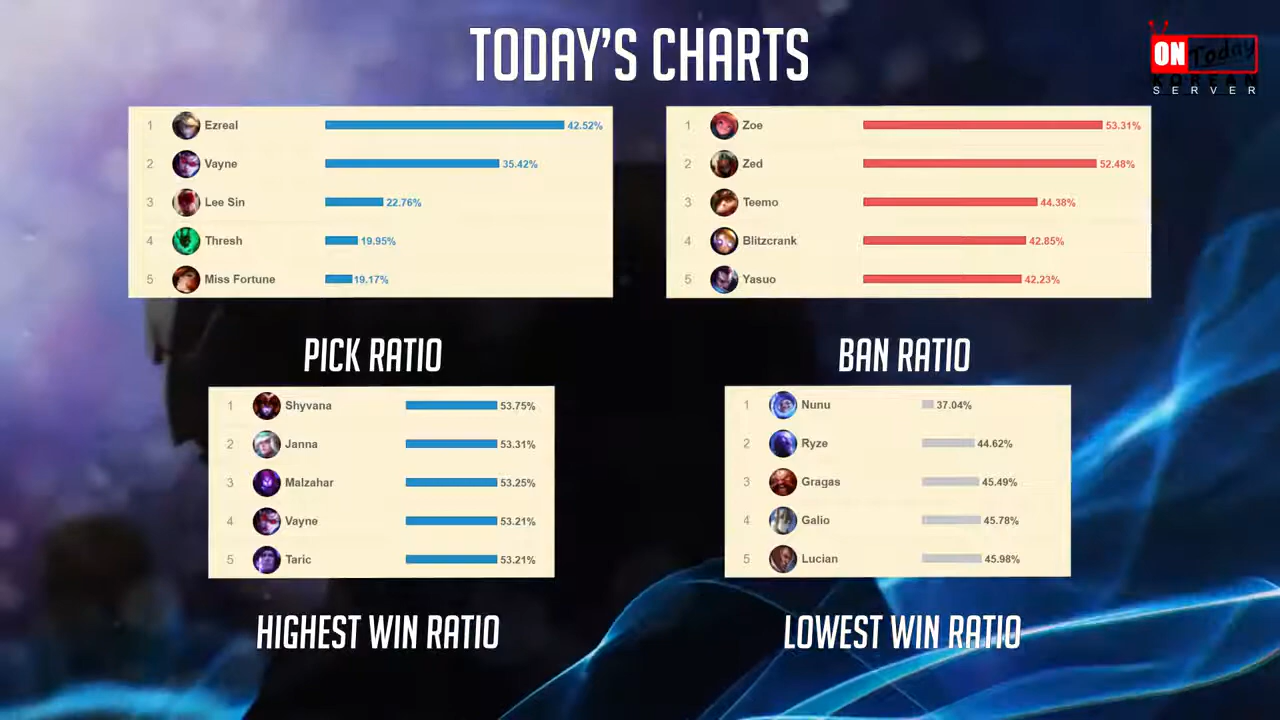 TODAY'S CHARTS
ON Today
KOREAN
SERVER
1 Ezreal 42.52%
2 Vayne 35.42%
3 Lee Sin 22.76%
4 Thresh 19.95%
5 Miss Fortune 19.17%
1 Zoe 53.31%
2 Zed 52.48%
3 Teemo 44.38%
4 Blitzcrank 42.85%
5 Yasuo 42.23%
PICK RATIO
BAN RATIO
1 Shyvana 53.75%
2 Janna 53.31%
3 Malzahar 53.25%
4 Vayne 53.21%
5 Taric 53.21%
1 Nunu 37.04%
2 Ryze 44.62%
3 Gragas 45.49%
4 Galio 45.78%
5 Lucian 45.98%
HIGHEST WIN RATIO
LOWEST WIN RATIO